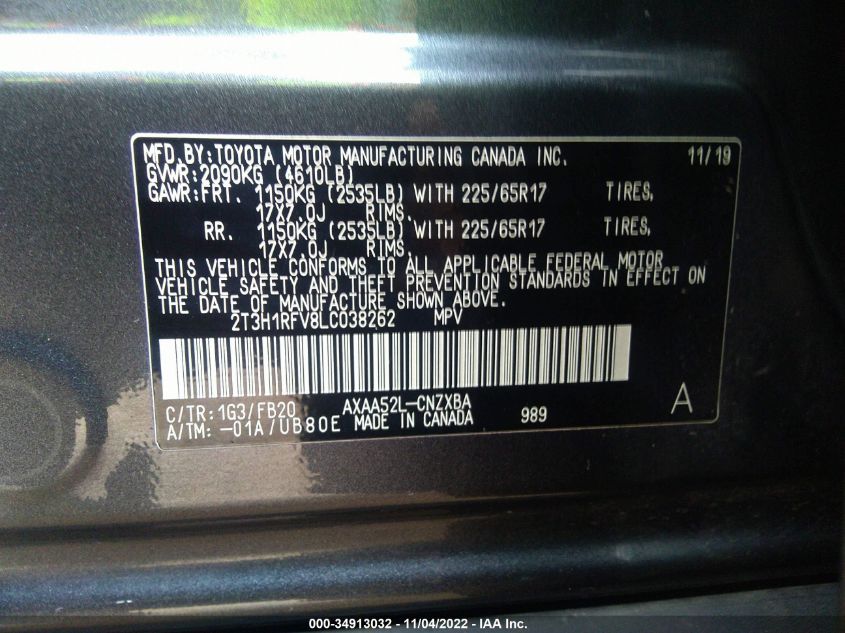 MFD.BY:TOYOTA MOTOR MANUFACTURING CANADA INC. 11/19
GVWR:2090KG (4610LB)
GAWR:FRT. 1150KG (2535LB) WITH 225/65R17 TIRES,
17X7.0J RIMS.
RR. 1150KG (2535LB) WITH 225/65R17 TIRES,
17X7.0J RIMS.
THIS VEHICLE CONFORMS TO ALL APPLICABLE FEDERAL MOTOR
VEHICLE SAFETY AND THEFT PREVENTION STANDARDS IN EFFECT ON
THE DATE OF MANUFACTURE SHOWN ABOVE.
2T3H1RFV8LC038262 MPV
C/TR:1G3/FB20 AXAA52L-CNZXBA A
A/TM:-01A/UB80E MADE IN CANADA 989
000-34913032 - 11/04/2022 - IAA Inc.